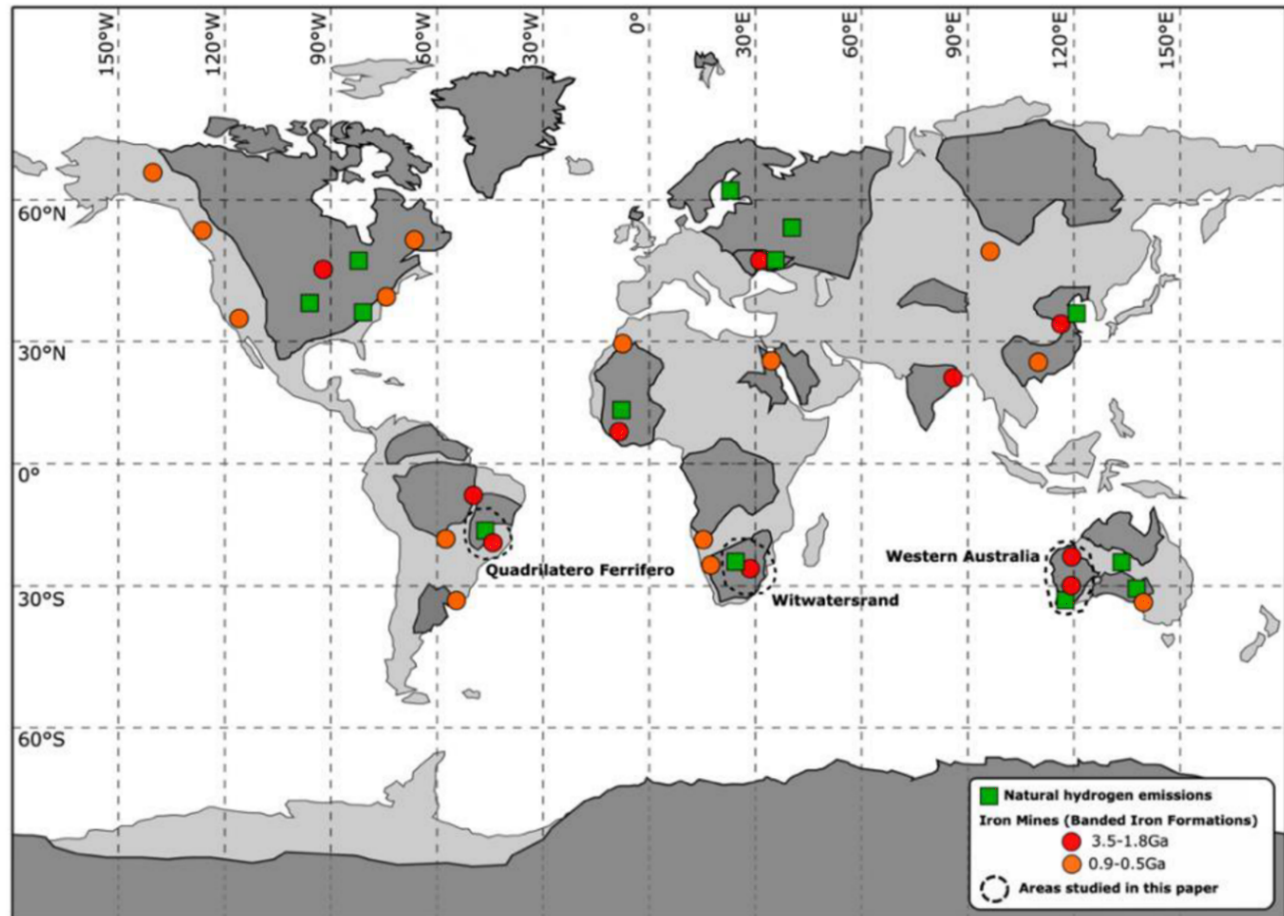 150°W
120°W
90°W
60°W
30°W
0°
30°E
60°E
90°E
120°E
150°E
60°N
30°N
0°
30°S
60°S
Quadrilatero Ferrifero
Witwatersrand
Western Australia
Natural hydrogen emissions
Iron Mines (Banded Iron Formations)
3.5-1.8Ga
0.9-0.5Ga
Areas studied in this paper